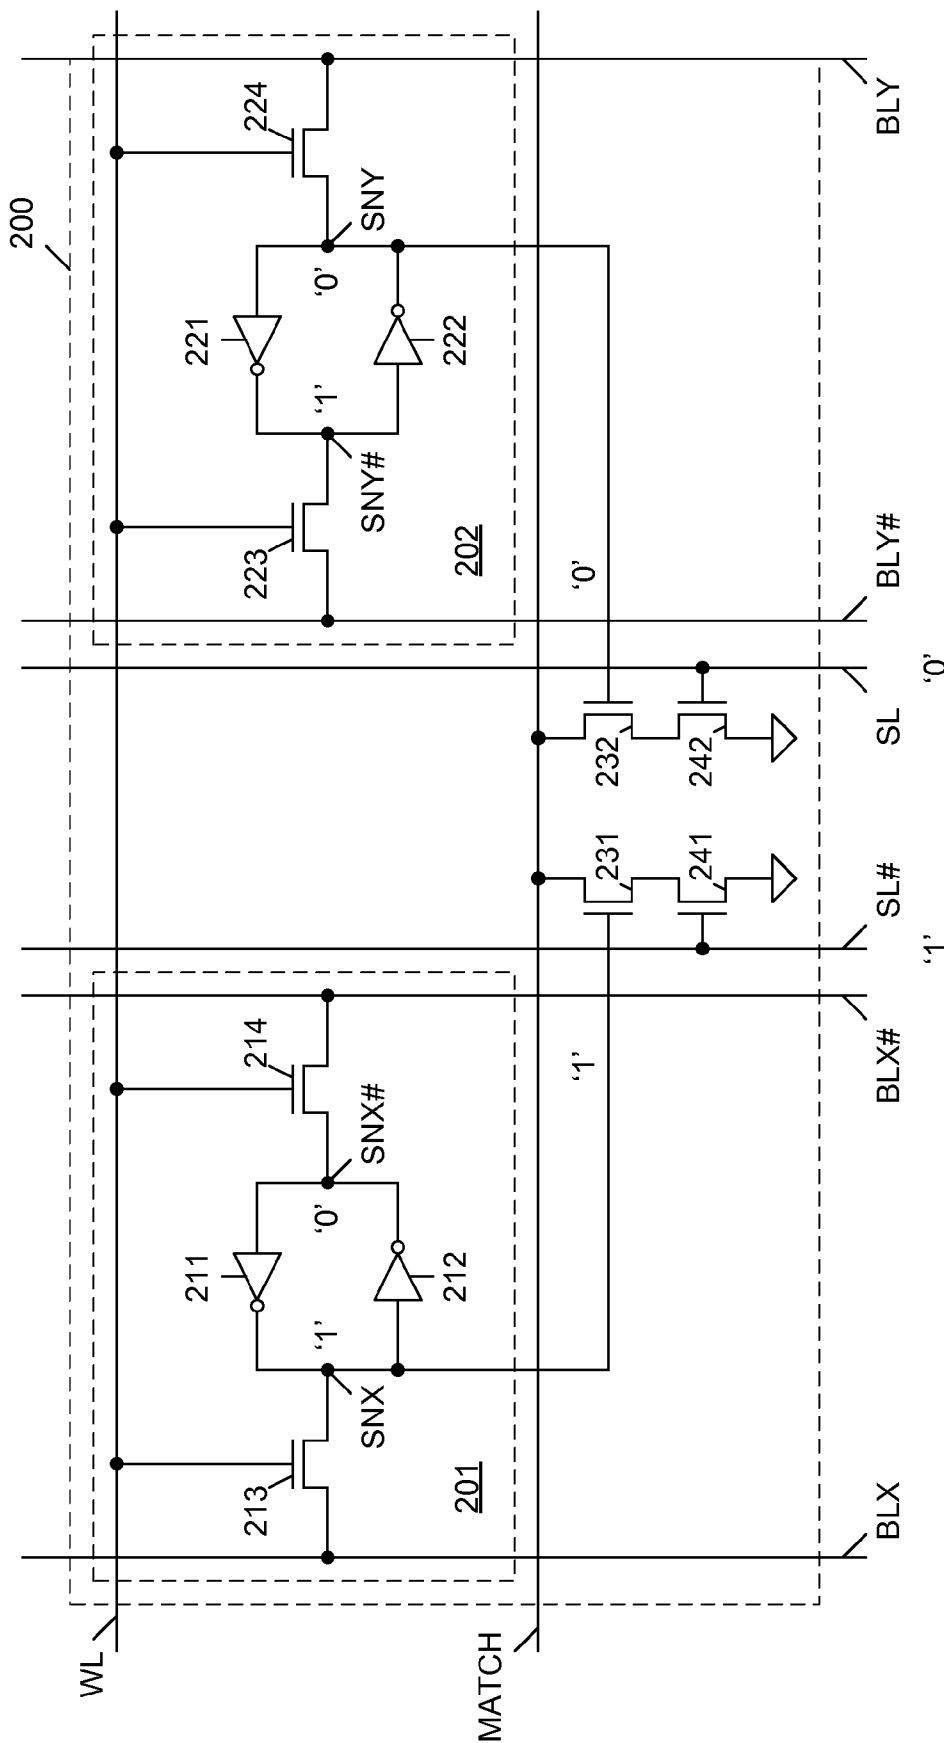 200
WL
213
214
223
224
211
'1'
'0'
221
'1'
'0'
SNX
SNX#
SNY#
SNY
212
222
201
202
MATCH
'1'
'0'
231
232
241
242
BLX
BLX#
SL#
SL
BLY#
BLY
'1'
'0'